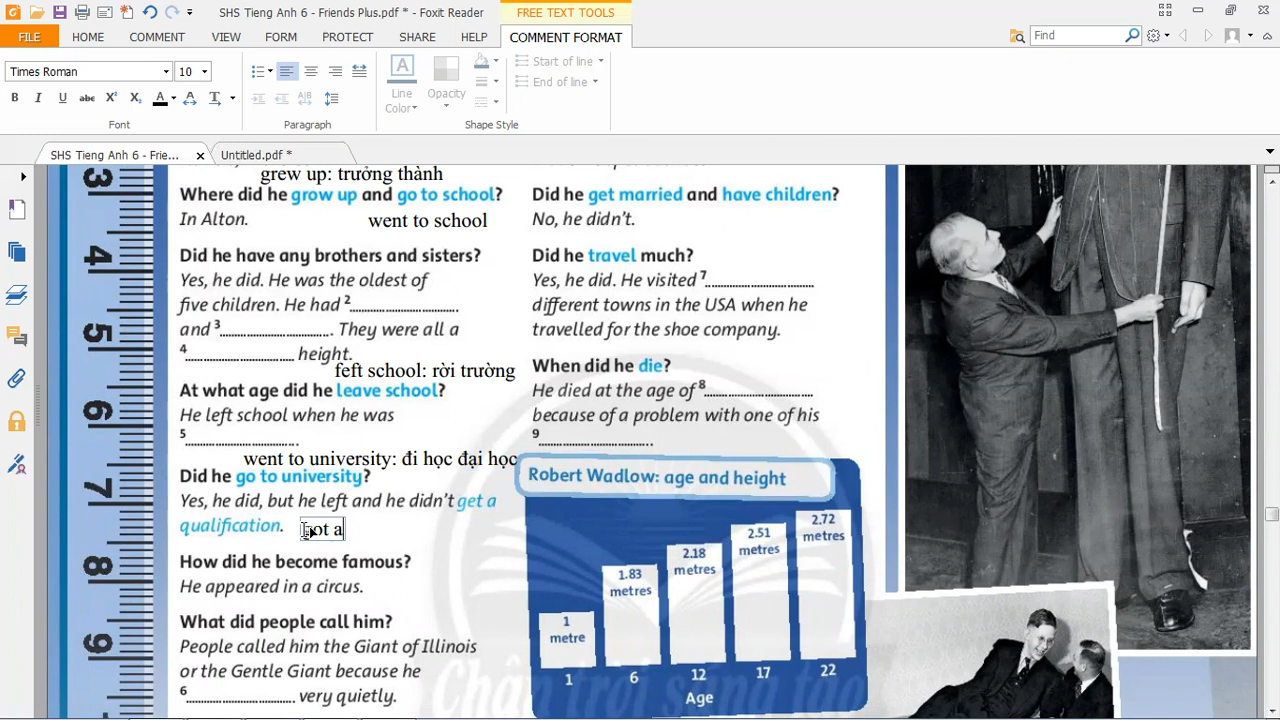 SHS Tieng Anh 6 - Friends Plus.pdf * - Foxit Reader
FREE TEXT TOOLS
FILE HOME COMMENT VIEW FORM PROTECT SHARE HELP COMMENT FORMAT
Find
Times Roman 10
Line Color
Opacity
Start of line
End of line
Font Paragraph Shape Style
SHS Tieng Anh 6 - Frie... Untitled.pdf *
grew up: trưởng thành
Where did he grow up and go to school?
In Alton.
went to school
Did he have any brothers and sisters?
Yes, he did. He was the oldest of
five children. He had 2
and 3 . They were all a
4 height.
feft school: rời trường
At what age did he leave school?
He left school when he was
5 .
went to university: đi học đại học
Did he go to university?
Yes, he did, but he left and he didn't get a
qualification.
How did he become famous?
He appeared in a circus.
What did people call him?
People called him the Giant of Illinois
or the Gentle Giant because he
6 very quietly.
Did he get married and have children?
No, he didn't.
Did he travel much?
Yes, he did. He visited 7
different towns in the USA when he
travelled for the shoe company.
When did he die?
He died at the age of 8
because of a problem with one of his
9 .
Robert Wadlow: age and height
1 metre
1.83 metres
2.18 metres
2.51 metres
2.72 metres
1 6 12 17 22
Age
Chân trời sáng tạo
3
4
5
6
7
8
9